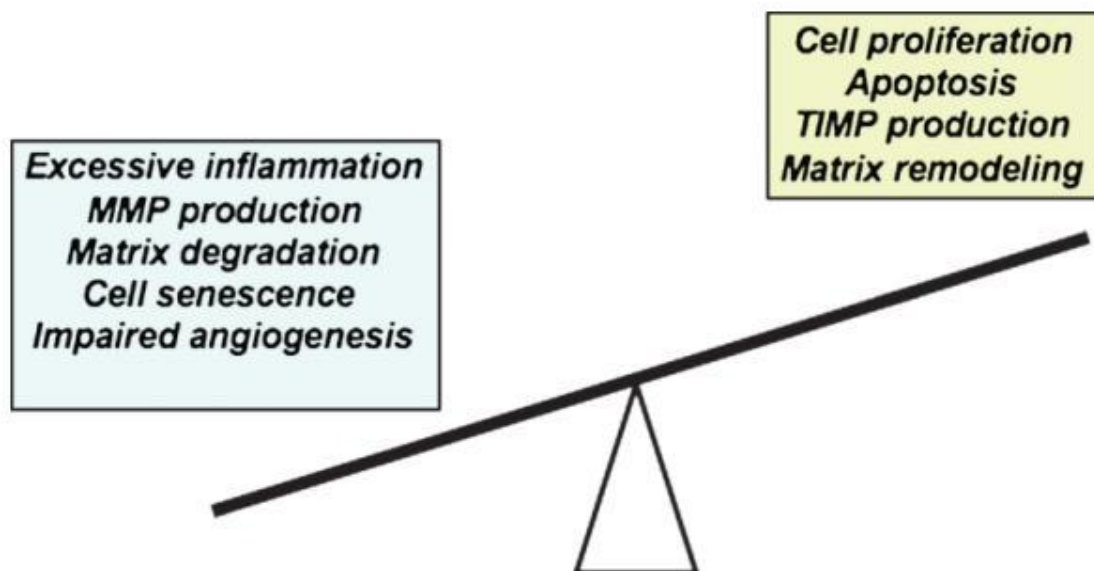 Excessive inflammation
MMP production
Matrix degradation
Cell senescence
Impaired angiogenesis
Cell proliferation
Apoptosis
TIMP production
Matrix remodeling